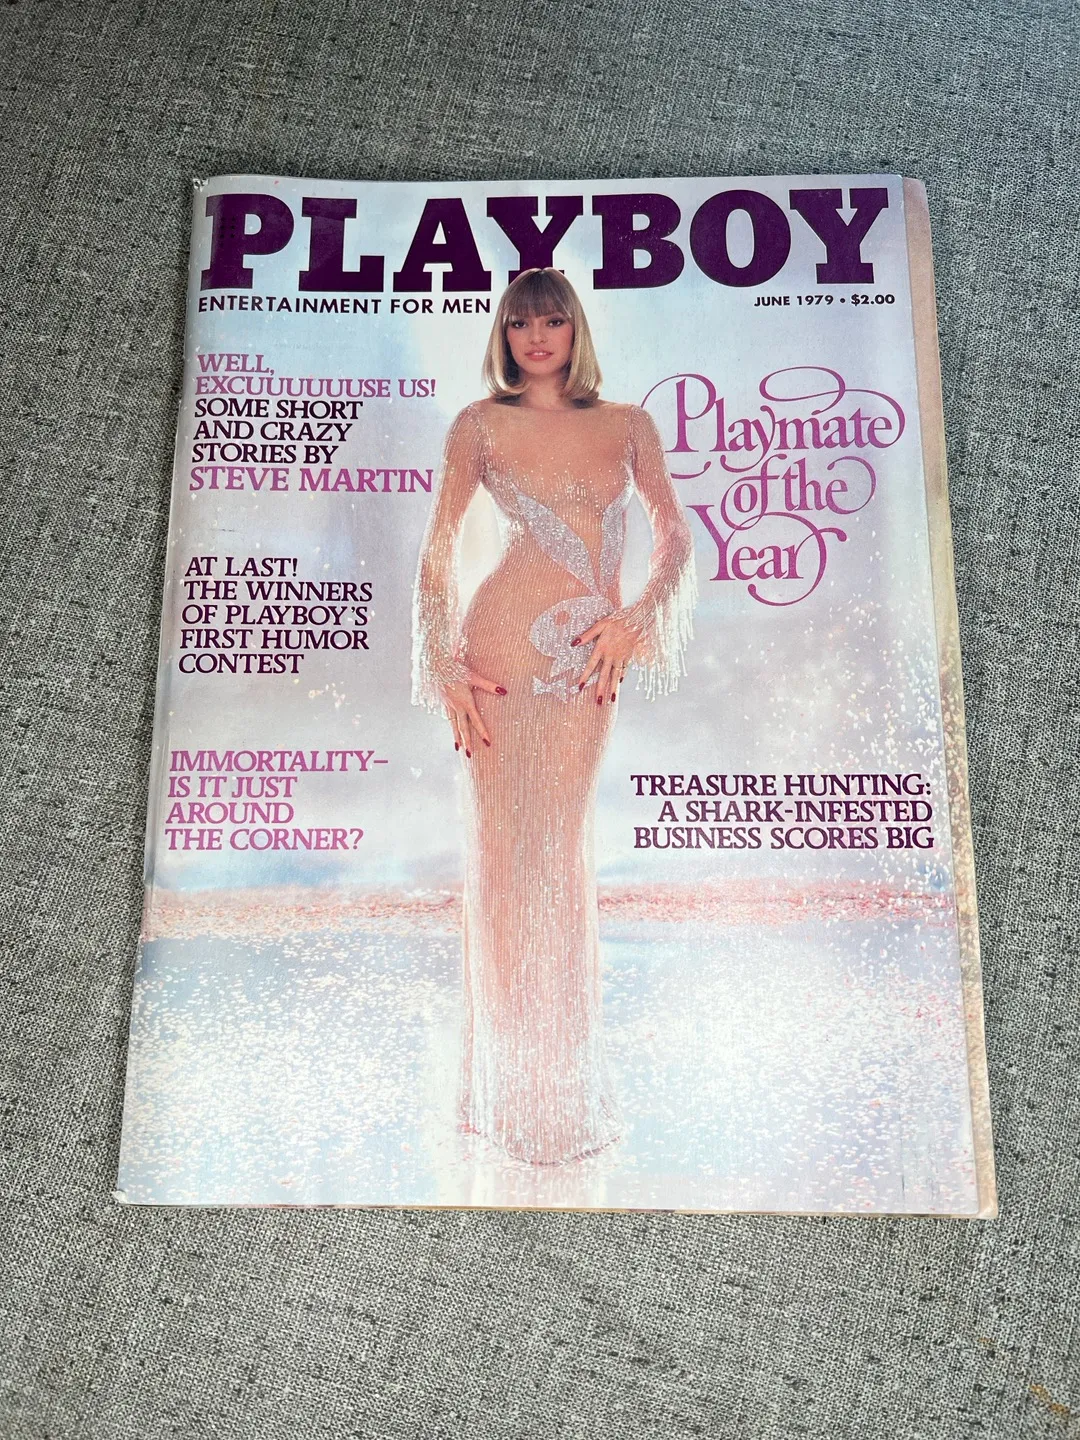 PLAYBOY
ENTERTAINMENT FOR MEN
JUNE 1979 • $2.00
WELL,
EXCUUUUUUSE US!
SOME SHORT
AND CRAZY
STORIES BY
STEVE MARTIN
Playmate
of the
Year
AT LAST!
THE WINNERS
OF PLAYBOY'S
FIRST HUMOR
CONTEST
IMMORTALITY–
IS IT JUST
AROUND
THE CORNER?
TREASURE HUNTING:
A SHARK-INFESTED
BUSINESS SCORES BIG